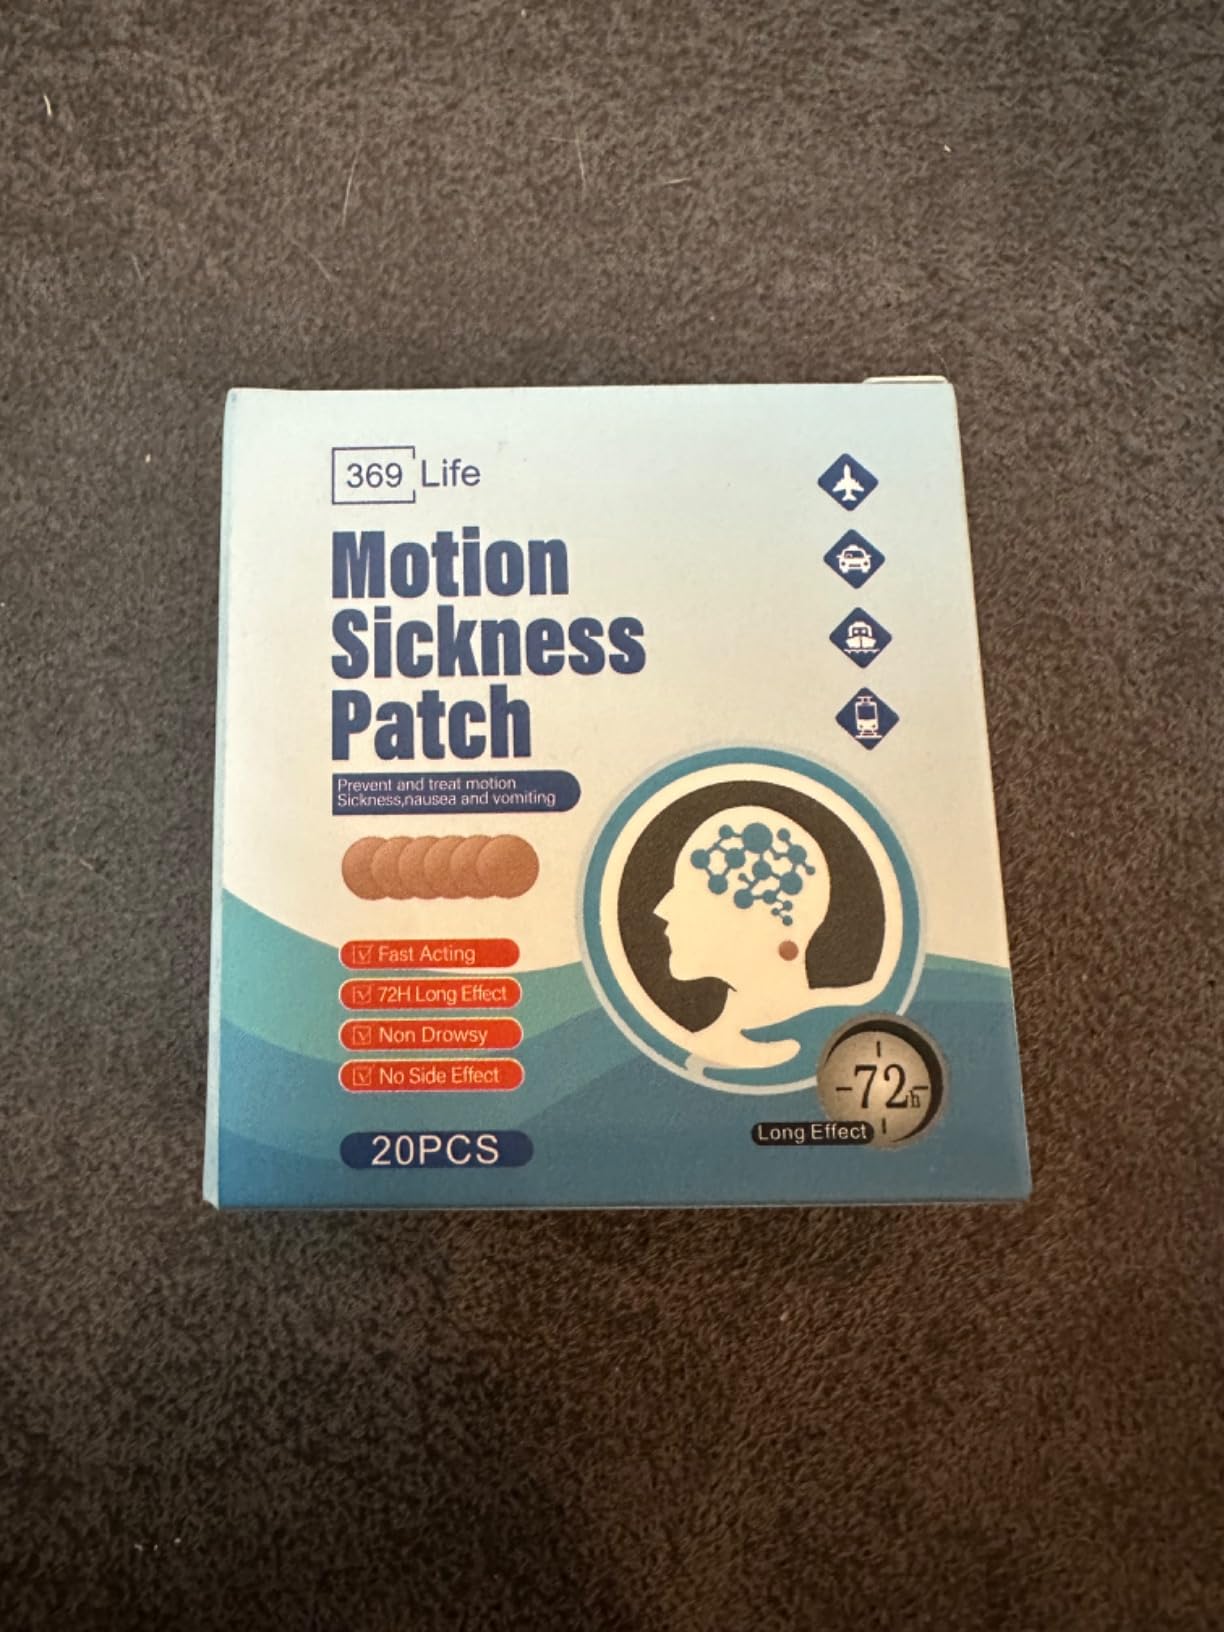 369 Life
Motion
Sickness
Patch
Prevent and treat motion
Sickness,nausea and vomiting
Fast Acting
72H Long Effect
Non Drowsy
No Side Effect
20PCS
-72h-
Long Effect